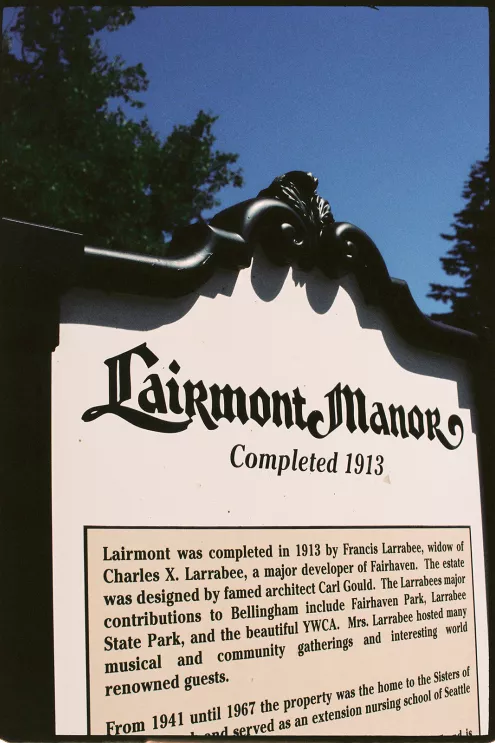 Lairmont Manor
Completed 1913
Lairmont was completed in 1913 by Francis Larrabee, widow of
Charles X. Larrabee, a major developer of Fairhaven. The estate
was designed by famed architect Carl Gould. The Larrabees major
contributions to Bellingham include Fairhaven Park, Larrabee
State Park, and the beautiful YWCA. Mrs. Larrabee hosted many
musical and community gatherings and interesting world
renowned guests.
From 1941 until 1967 the property was the home to the Sisters of
and served as an extension nursing school of Seattle